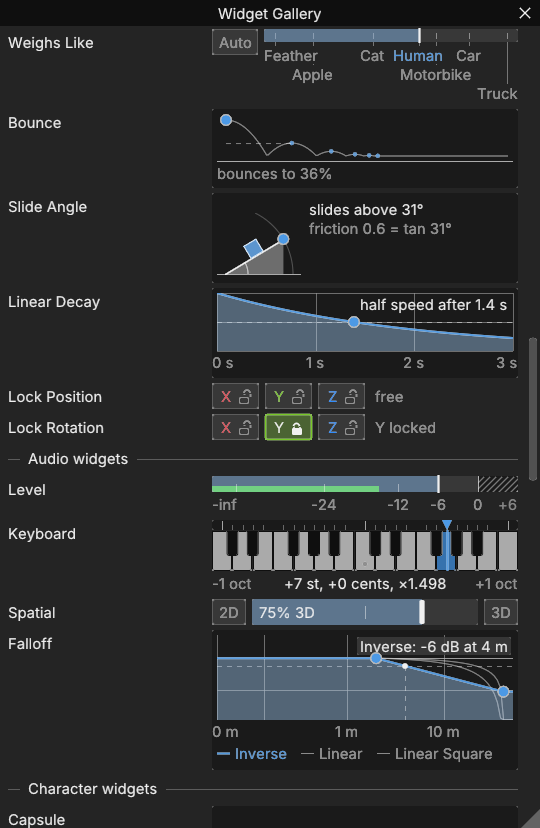 Widget Gallery
Weighs Like
Auto
Feather Cat Human Car
Apple Motorbike
Truck
Bounce
bounces to 36%
Slide Angle
slides above 31°
friction 0.6 = tan 31°
Linear Decay
half speed after 1.4 s
0 s 1 s 2 s 3 s
Lock Position
X Y Z free
Lock Rotation
X Y Z Y locked
Audio widgets
Level
-inf -24 -12 -6 0 +6
Keyboard
-1 oct +7 st, +0 cents, ×1.498 +1 oct
Spatial
2D 75% 3D 3D
Falloff
Inverse: -6 dB at 4 m
0 m 1 m 10 m
Inverse Linear Linear Square
Character widgets
Capsule